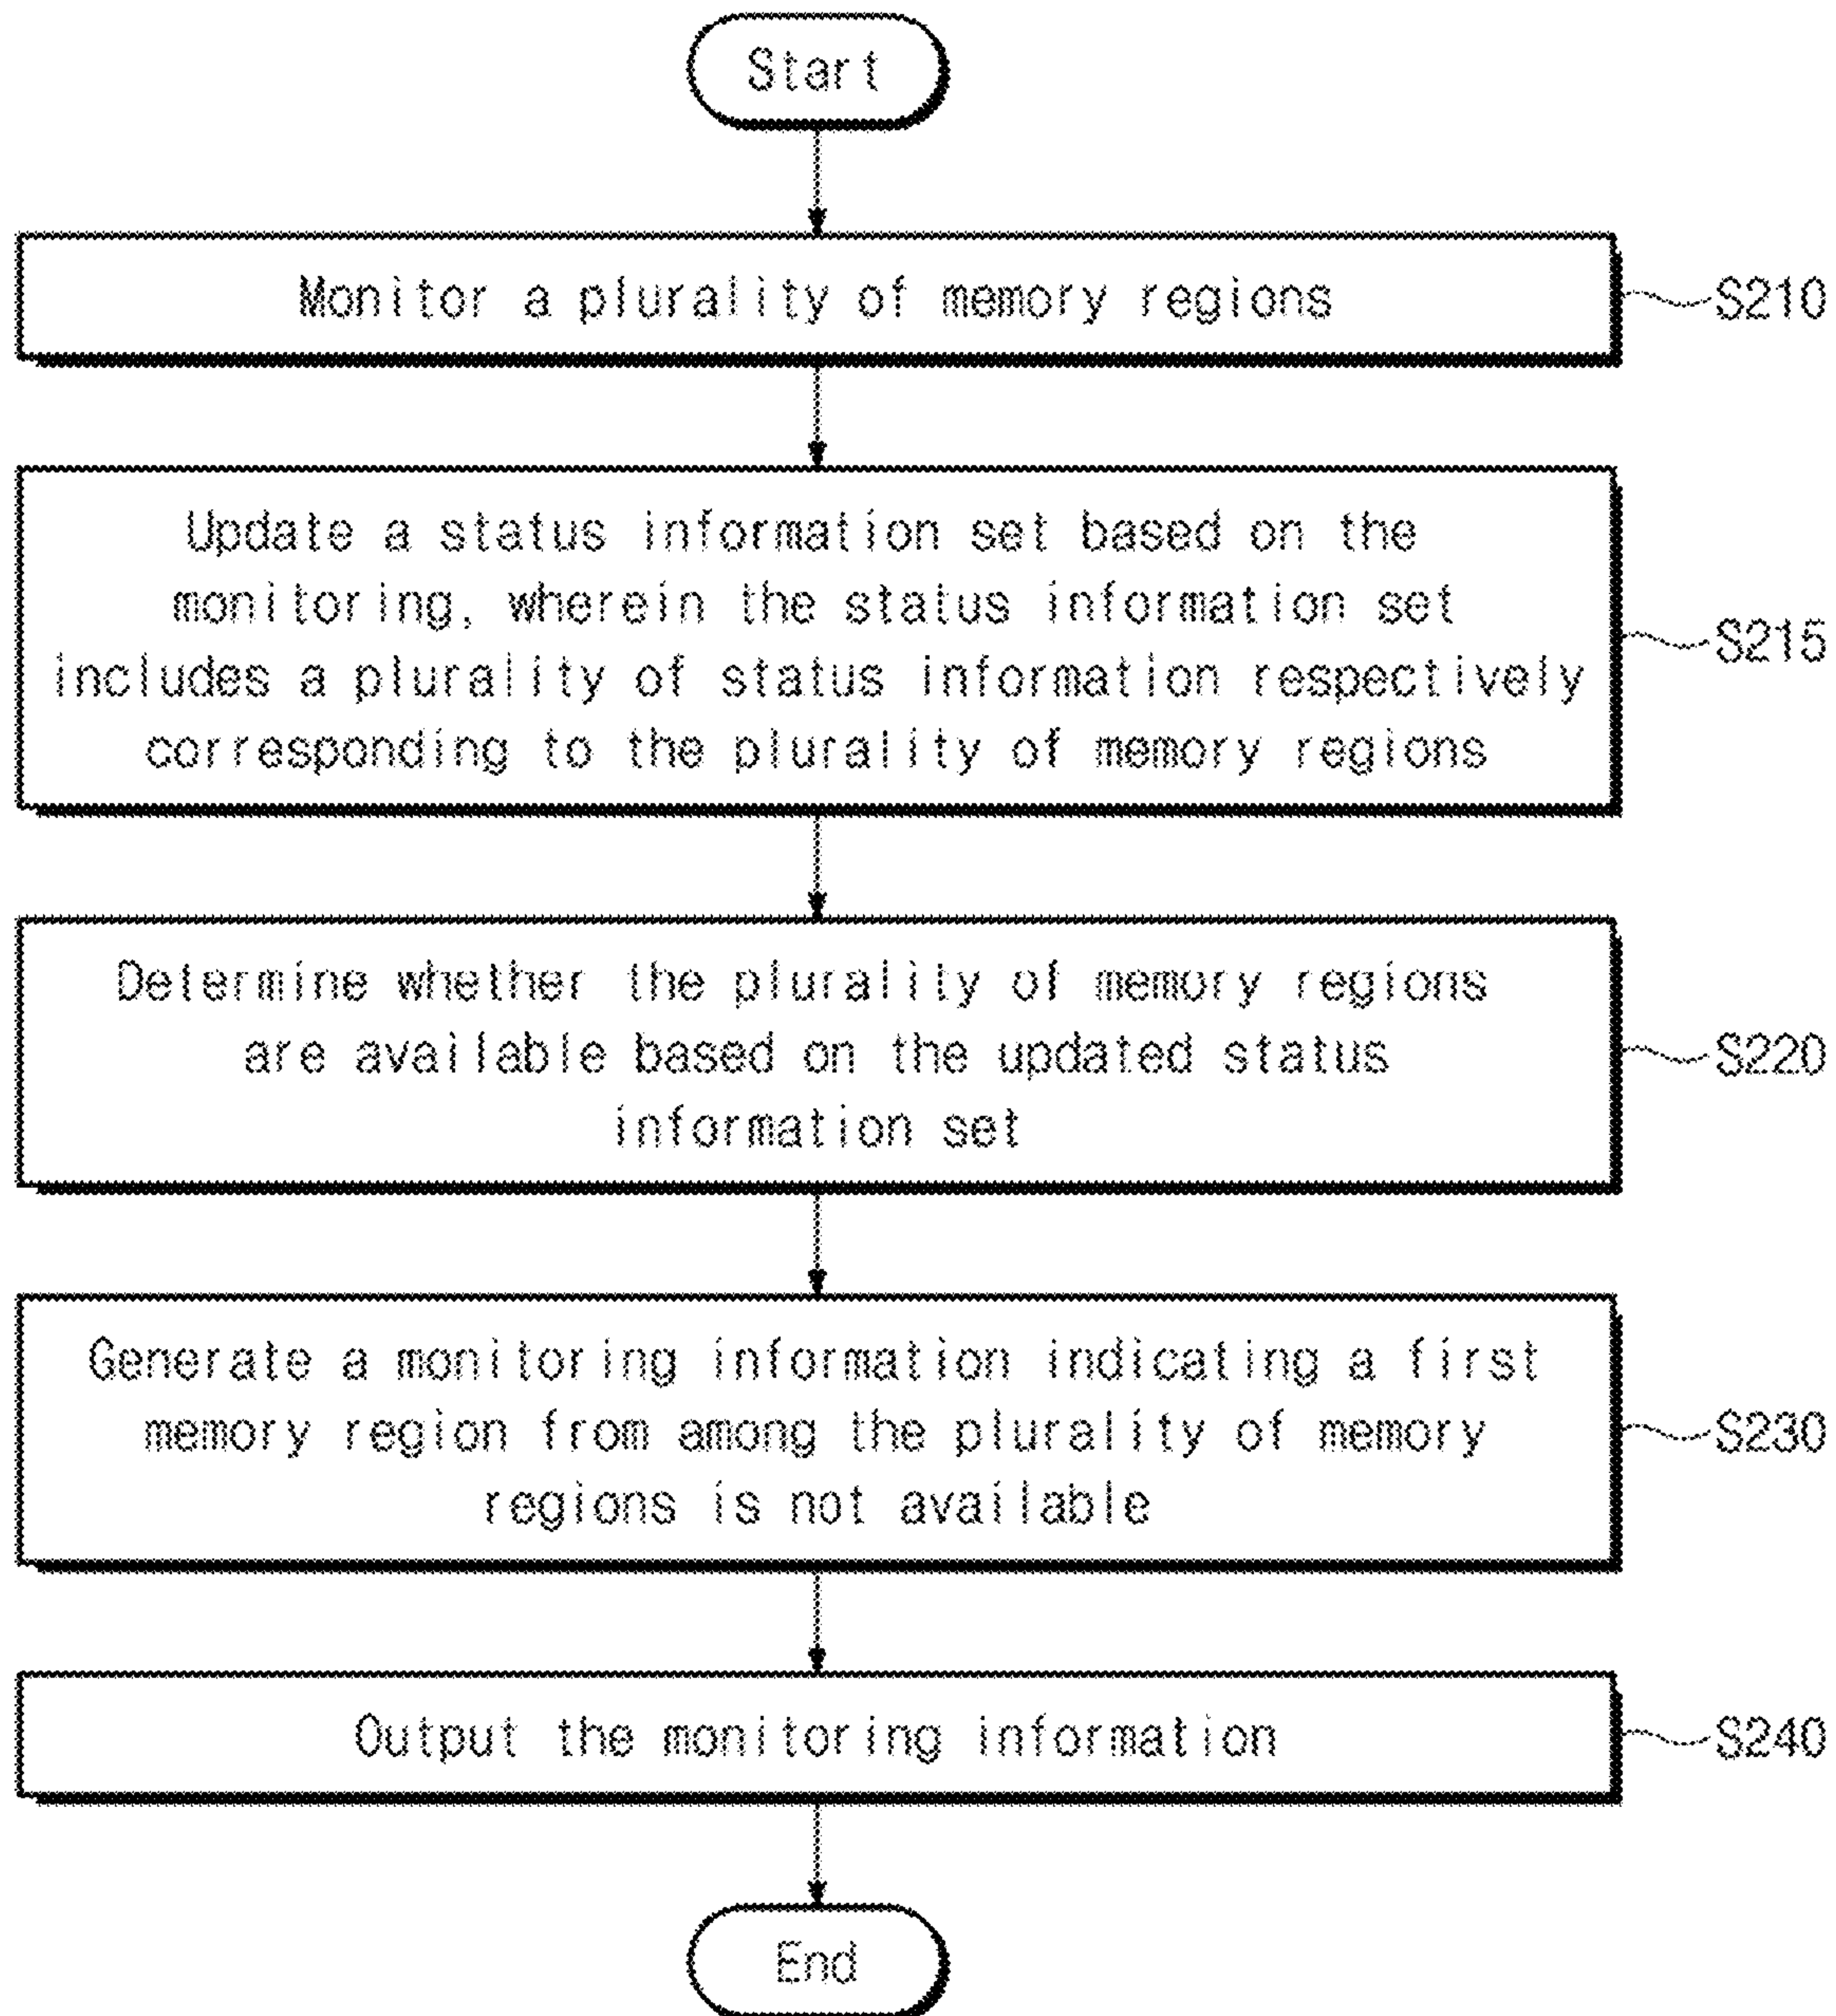 Start
Monitor a plurality of memory regions
S210
Update a status information set based on the
monitoring, wherein the status information set
includes a plurality of status information respectively
corresponding to the plurality of memory regions
S215
Determine whether the plurality of memory regions
are available based on the updated status
information set
S220
Generate a monitoring information indicating a first
memory region from among the plurality of memory
regions is not available
S230
Output the monitoring information
S240
End